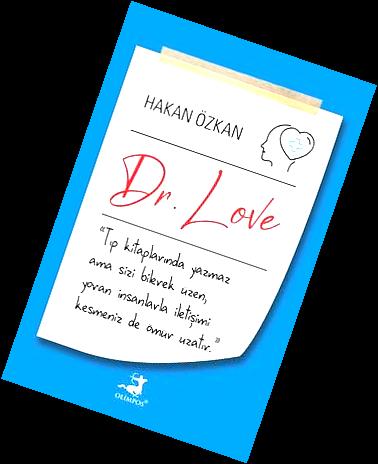 HAKAN ÖZKAN
Dr. Love
"Tıp kitaplarında yazmaz
ama sizi bilerek üzen,
yoran insanlarla iletişimi
kesmeniz de ömür uzatır."
OLİMPOS®